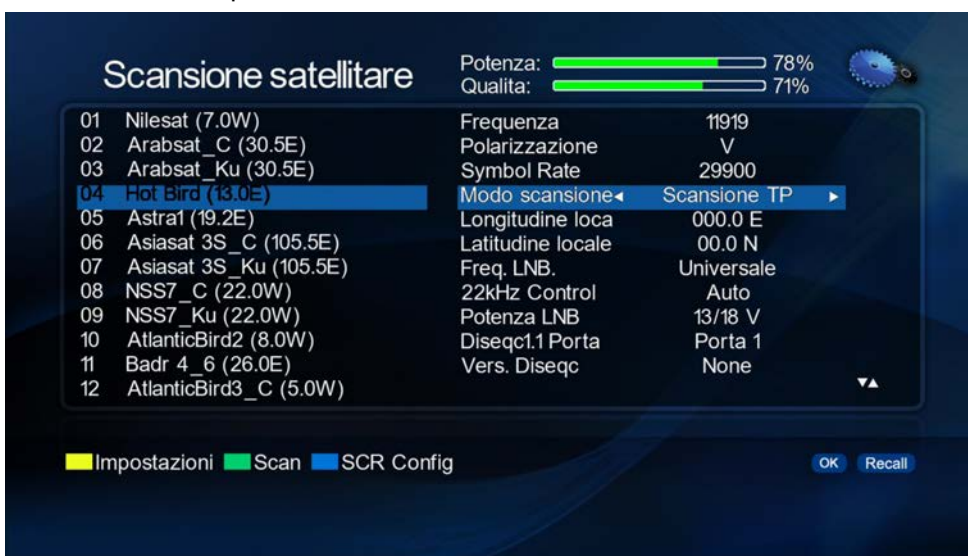 Scansione satellitare
Potenza: 78%
Qualita: 71%
01 Nilesat (7.0W)
02 Arabsat_C (30.5E)
03 Arabsat_Ku (30.5E)
04 Hot Bird (13.0E)
05 Astra1 (19.2E)
06 Asiasat 3S_C (105.5E)
07 Asiasat 3S_Ku (105.5E)
08 NSS7_C (22.0W)
09 NSS7_Ku (22.0W)
10 AtlanticBird2 (8.0W)
11 Badr 4_6 (26.0E)
12 AtlanticBird3_C (5.0W)
Frequenza 11919
Polarizzazione V
Symbol Rate 29900
Modo scansione Scansione TP
Longitudine loca 000.0 E
Latitudine locale 00.0 N
Freq. LNB. Universale
22kHz Control Auto
Potenza LNB 13/18 V
Diseqc1.1 Porta Porta 1
Vers. Diseqc None
Impostazioni Scan SCR Config
OK Recall